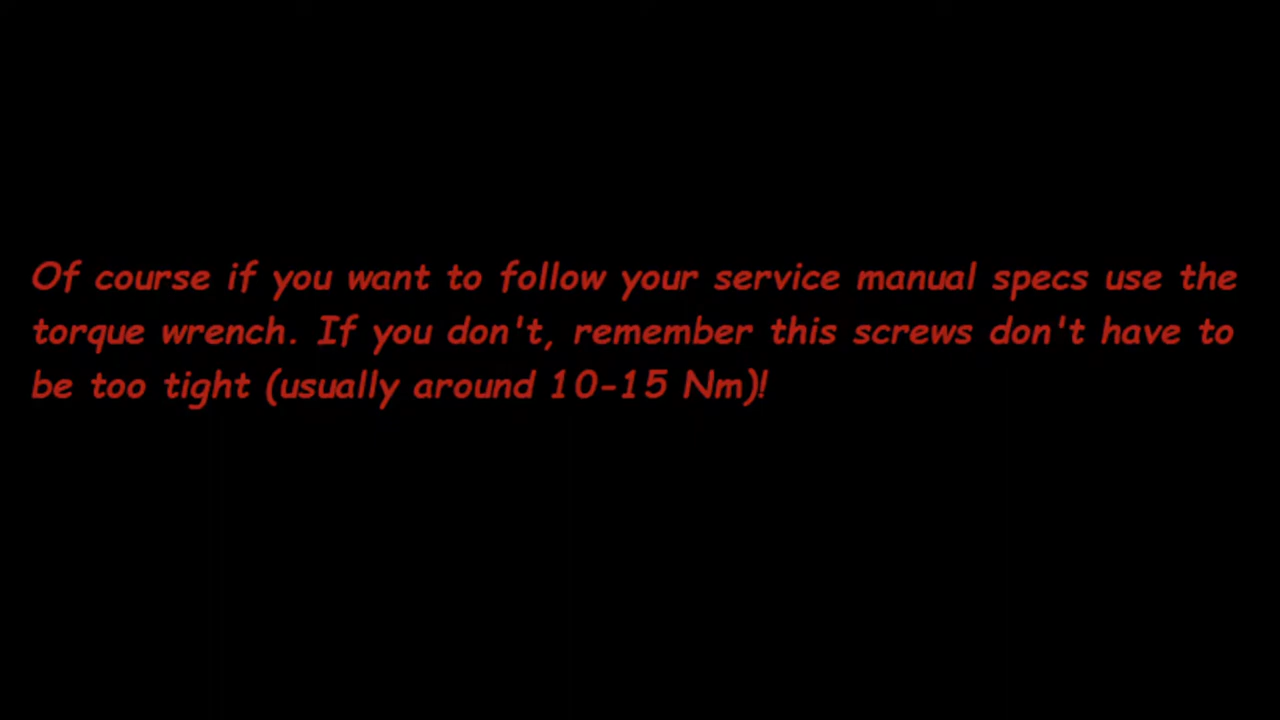 Of course if you want to follow your service manual specs use the
torque wrench. If you don't, remember this screws don't have to
be too tight (usually around 10-15 Nm)!